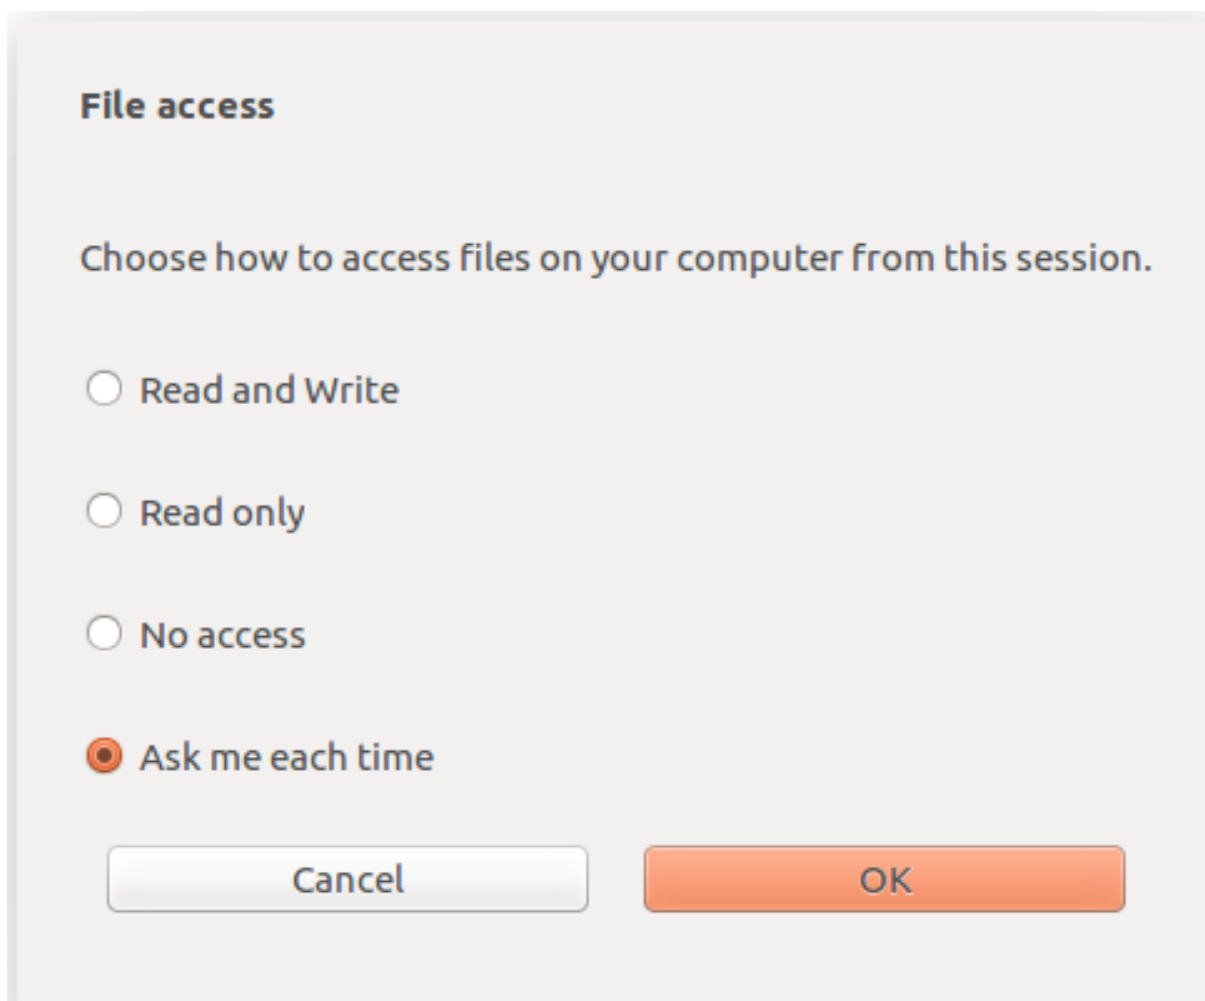 File access
Choose how to access files on your computer from this session.
Read and Write
Read only
No access
Ask me each time
Cancel
OK